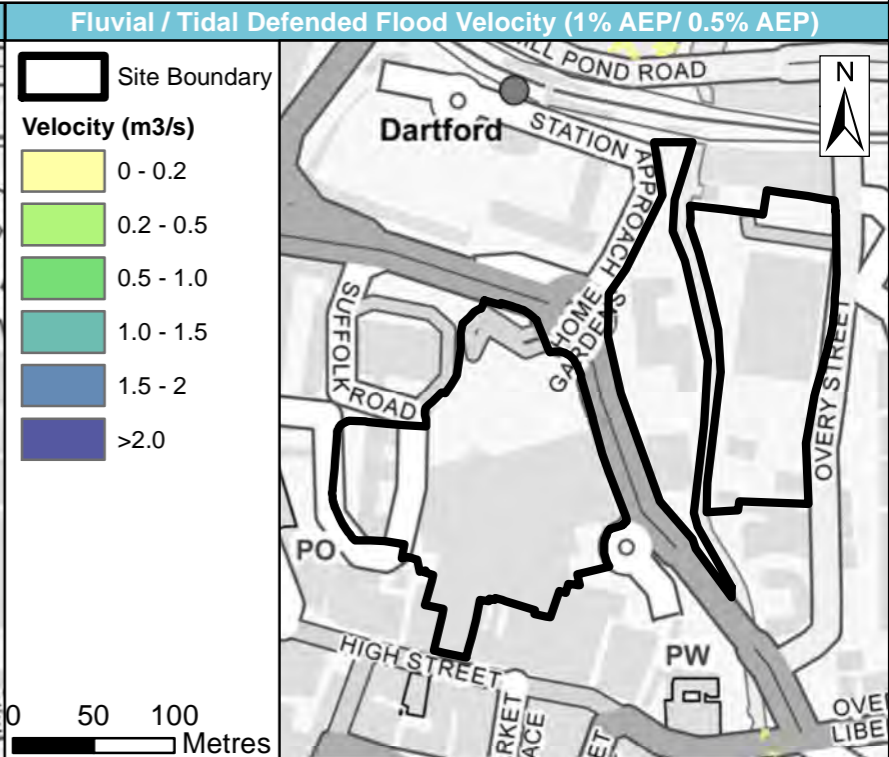 Fluvial / Tidal Defended Flood Velocity (1% AEP/ 0.5% AEP)
Site Boundary
Velocity (m3/s)
0 - 0.2
0.2 - 0.5
0.5 - 1.0
1.0 - 1.5
1.5 - 2
>2.0
0 50 100
Metres
POND ROAD
N
Dartford
STATION APPROACH
HOME
GARDENS
SUFFOLK
ROAD
OVERY STREET
PO
HIGH STREET
PW